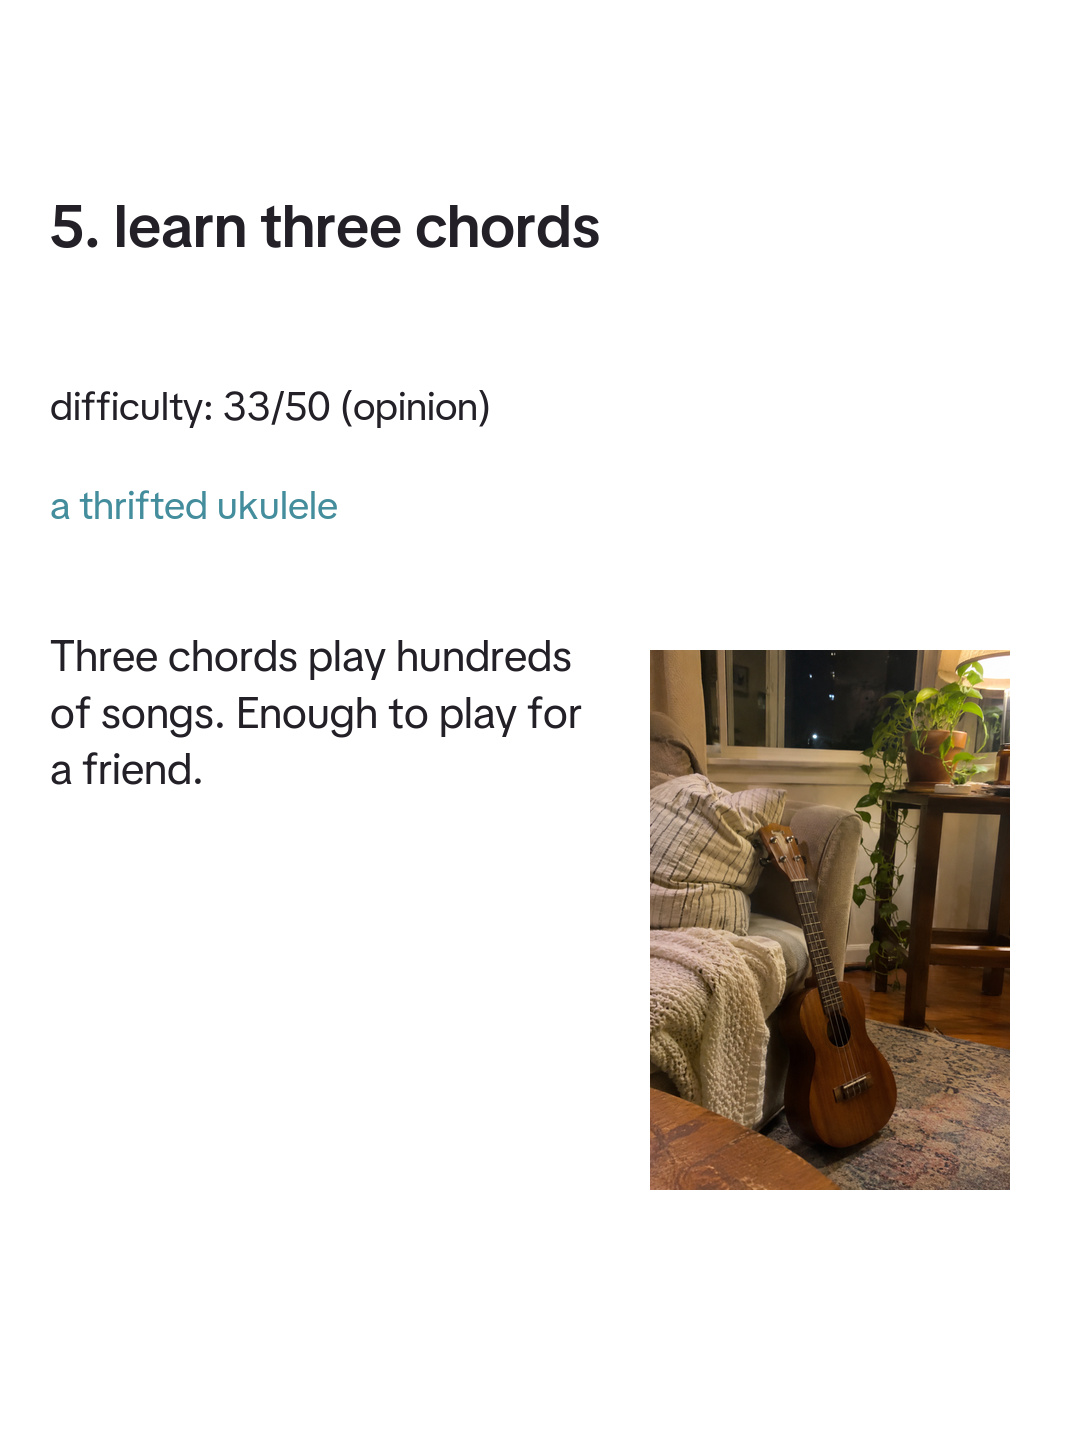 5. learn three chords
difficulty: 33/50 (opinion)
a thrifted ukulele
Three chords play hundreds
of songs. Enough to play for
a friend.